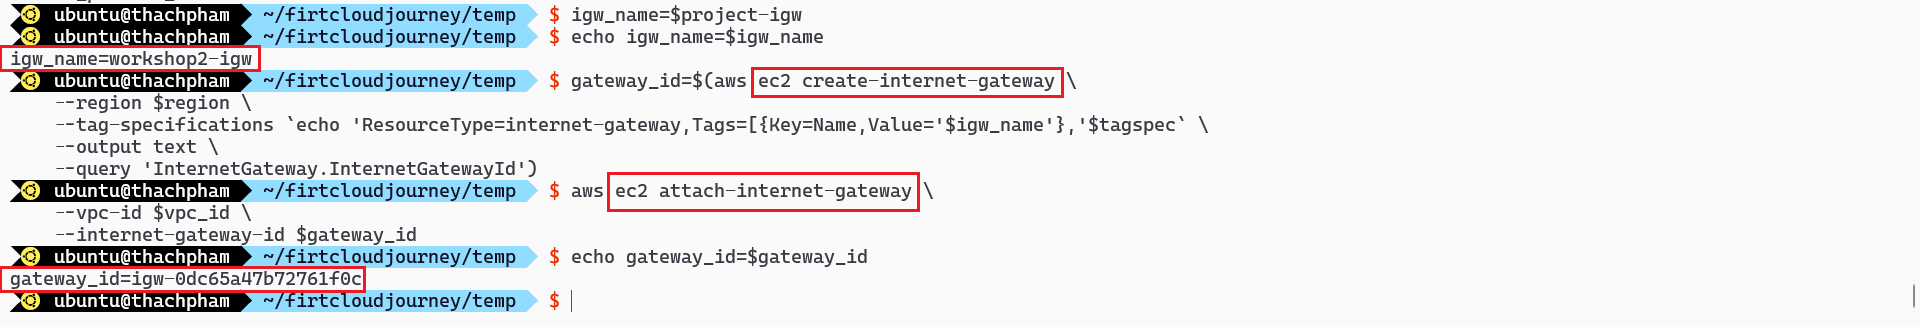 ubuntu@thachpham ~/firtcloudjourney/temp $ igw_name=$project-igw
ubuntu@thachpham ~/firtcloudjourney/temp $ echo igw_name=$igw_name
igw_name=workshop2-igw
ubuntu@thachpham ~/firtcloudjourney/temp $ gateway_id=$(aws ec2 create-internet-gateway \
--region $region \
--tag-specifications `echo 'ResourceType=internet-gateway,Tags=[{Key=Name,Value='$igw_name'},'$tagspec` \
--output text \
--query 'InternetGateway.InternetGatewayId')
ubuntu@thachpham ~/firtcloudjourney/temp $ aws ec2 attach-internet-gateway \
--vpc-id $vpc_id \
--internet-gateway-id $gateway_id
ubuntu@thachpham ~/firtcloudjourney/temp $ echo gateway_id=$gateway_id
gateway_id=igw-0dc65a47b72761f0c
ubuntu@thachpham ~/firtcloudjourney/temp $